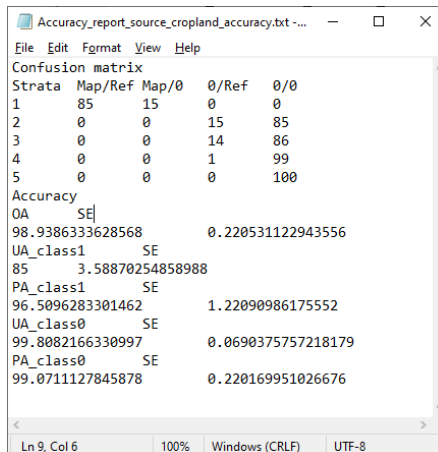 Accuracy_report_source_cropland_accuracy.txt -...
File Edit Format View Help
Confusion matrix
Strata Map/Ref Map/0 0/Ref 0/0
1 85 15 0 0
2 0 0 15 85
3 0 0 14 86
4 0 0 1 99
5 0 0 0 100
Accuracy
OA SE
98.9386333628568 0.220531122943556
UA_class1 SE
85 3.58870254858988
PA_class1 SE
96.5096283301462 1.22090986175552
UA_class0 SE
99.8082166330997 0.0690375757218179
PA_class0 SE
99.0711127845878 0.220169951026676
Ln 9, Col 6 100% Windows (CRLF) UTF-8